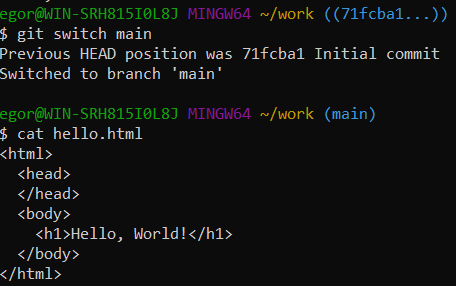 egor@WIN-SRH815I0L8J MINGW64 ~/work ((71fcba1...))
$ git switch main
Previous HEAD position was 71fcba1 Initial commit
Switched to branch 'main'

egor@WIN-SRH815I0L8J MINGW64 ~/work (main)
$ cat hello.html
<html>
  <head>
  </head>
  <body>
    <h1>Hello, World!</h1>
  </body>
</html>